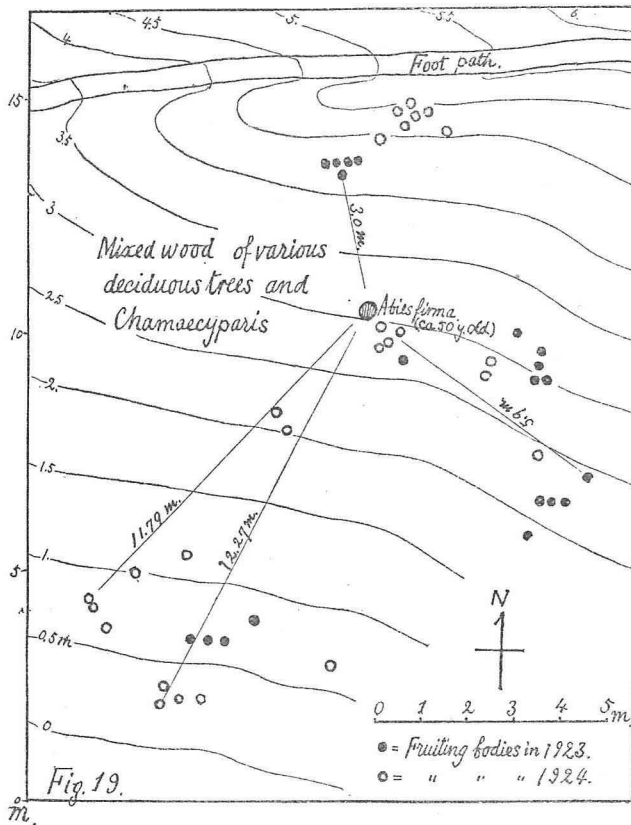 4.
4.5
5.
5.5
6.
Foot path.
15
3.5
3.0 m.
3
Mixed wood of various
deciduous trees and
Chamaecyparis
2.5
Abies firma
(ca 50 y. old)
10
2.
5.9 m
1.5
11.79 m.
12.27 m.
1.
5
N
0.5 m
0 1 2 3 4 5 m.
0
● = Fruiting bodies in 1923.
○ = " " " 1924.
Fig. 19.
0
m.